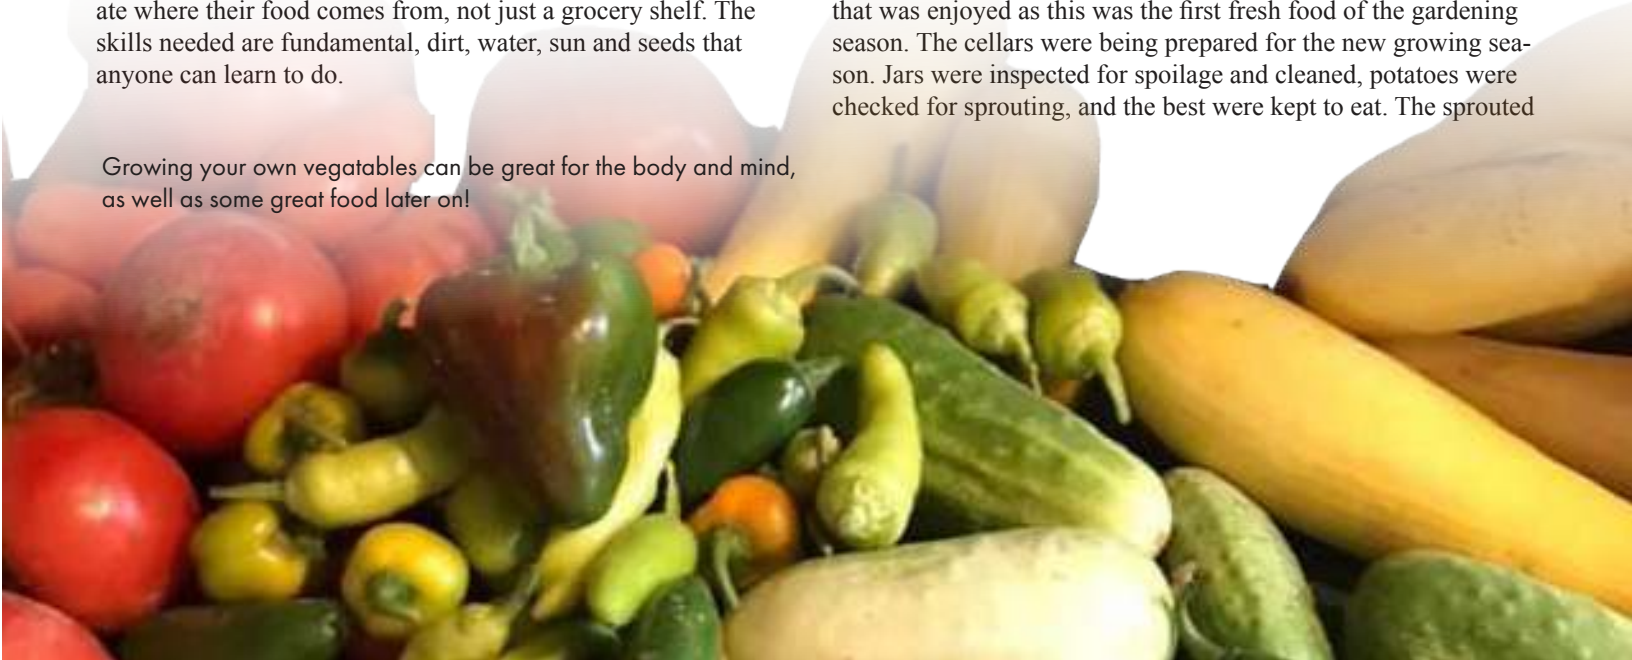 ate where their food comes from, not just a grocery shelf. The
skills needed are fundamental, dirt, water, sun and seeds that
anyone can learn to do.
Growing your own vegatables can be great for the body and mind,
as well as some great food later on!
that was enjoyed as this was the first fresh food of the gardening
season. The cellars were being prepared for the new growing sea-
son. Jars were inspected for spoilage and cleaned, potatoes were
checked for sprouting, and the best were kept to eat. The sprouted